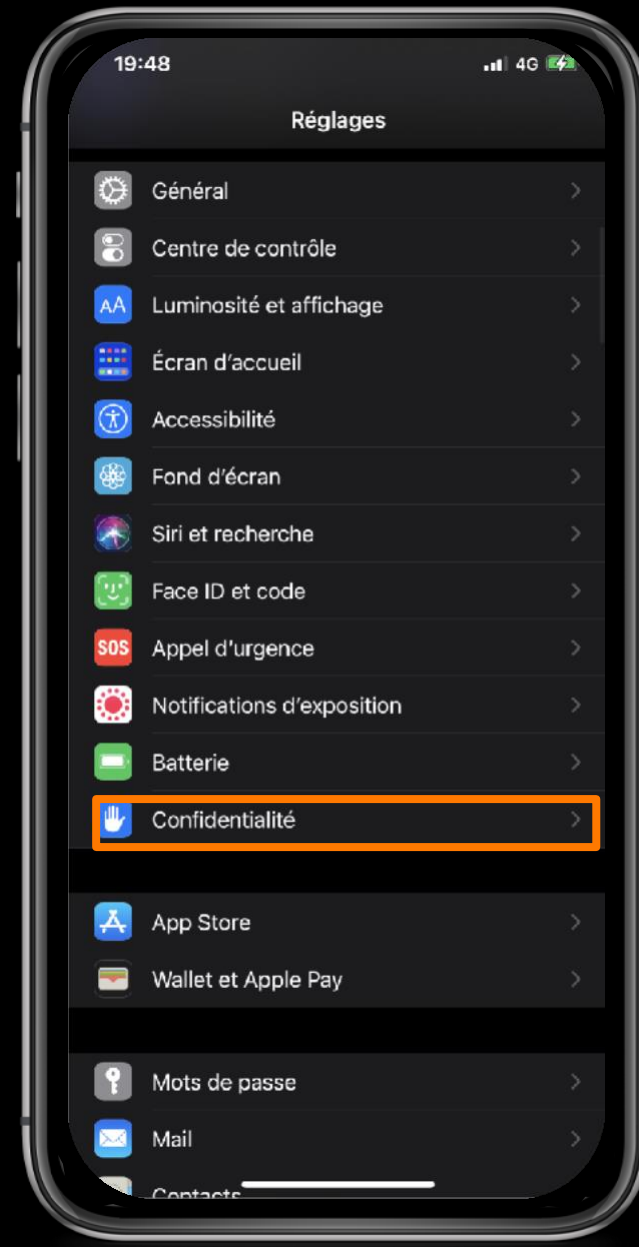 19:48
4G
Réglages
Général
Centre de contrôle
AA Luminosité et affichage
Écran d'accueil
Accessibilité
Fond d'écran
Siri et recherche
Face ID et code
SOS Appel d'urgence
Notifications d'exposition
Batterie
Confidentialité
App Store
Wallet et Apple Pay
Mots de passe
Mail
Contacts